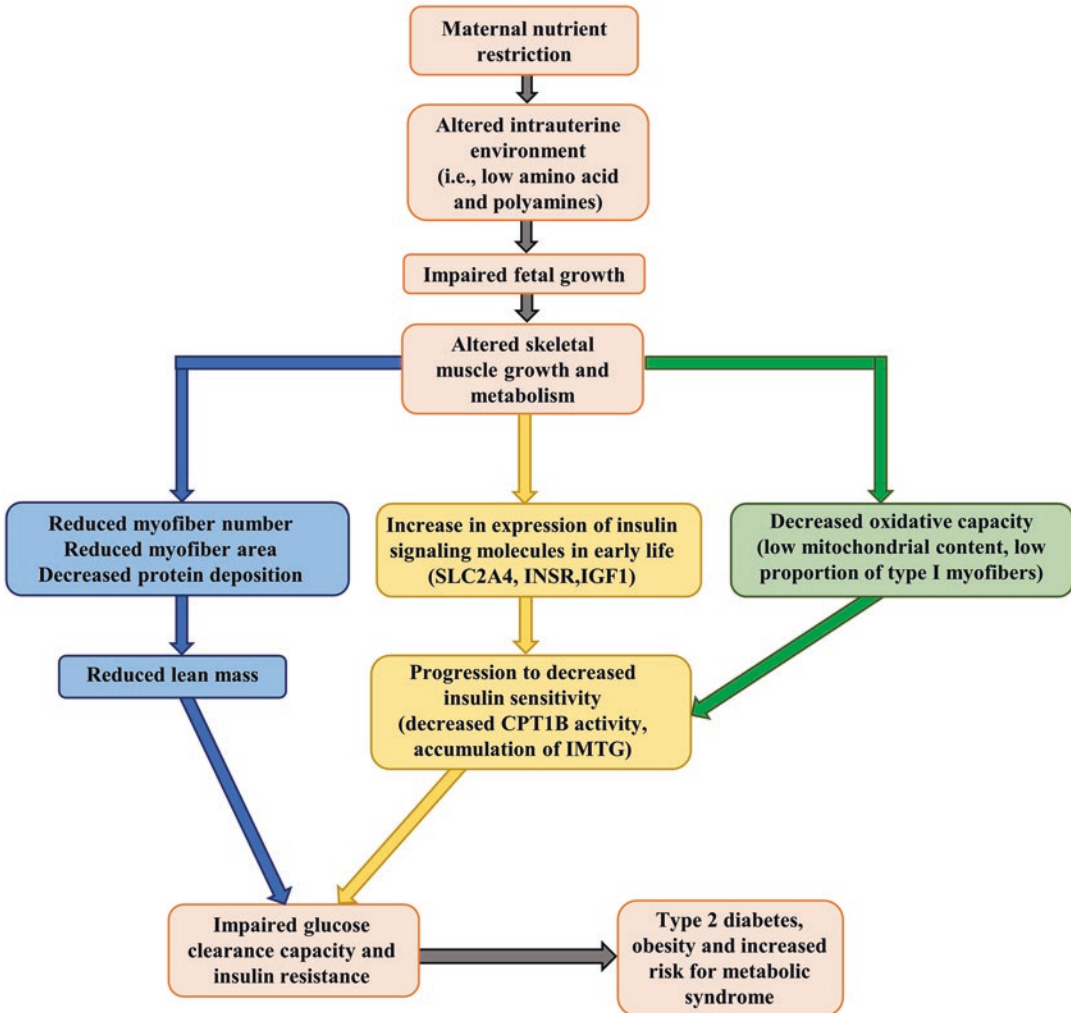 Maternal nutrient
restriction
Altered intrauterine
environment
(i.e., low amino acid
and polyamines)
Impaired fetal growth
Altered skeletal
muscle growth and
metabolism
Reduced myofiber number
Reduced myofiber area
Decreased protein deposition
Increase in expression of insulin
signaling molecules in early life
(SLC2A4, INSR,IGF1)
Decreased oxidative capacity
(low mitochondrial content, low
proportion of type I myofibers)
Reduced lean mass
Progression to decreased
insulin sensitivity
(decreased CPT1B activity,
accumulation of IMTG)
Impaired glucose
clearance capacity and
insulin resistance
Type 2 diabetes,
obesity and increased
risk for metabolic
syndrome